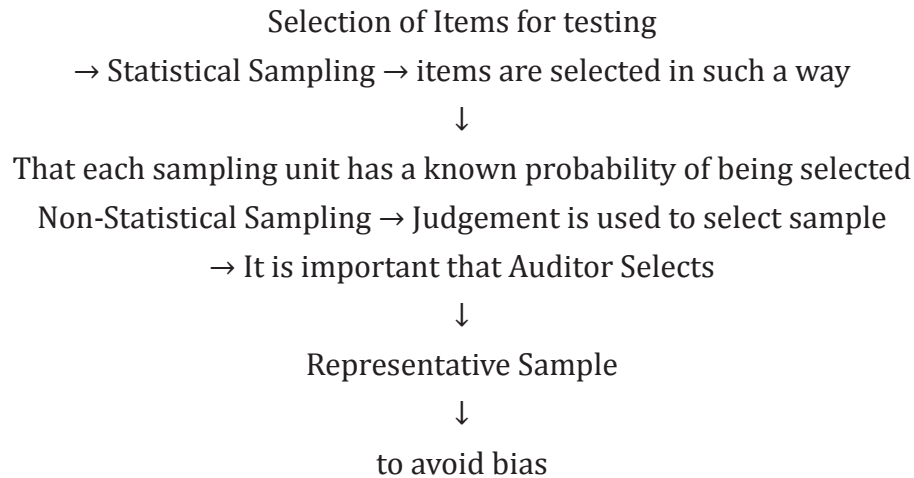 Selection of Items for testing
→ Statistical Sampling → items are selected in such a way
↓
That each sampling unit has a known probability of being selected
Non-Statistical Sampling → Judgement is used to select sample
→ It is important that Auditor Selects
↓
Representative Sample
↓
to avoid bias